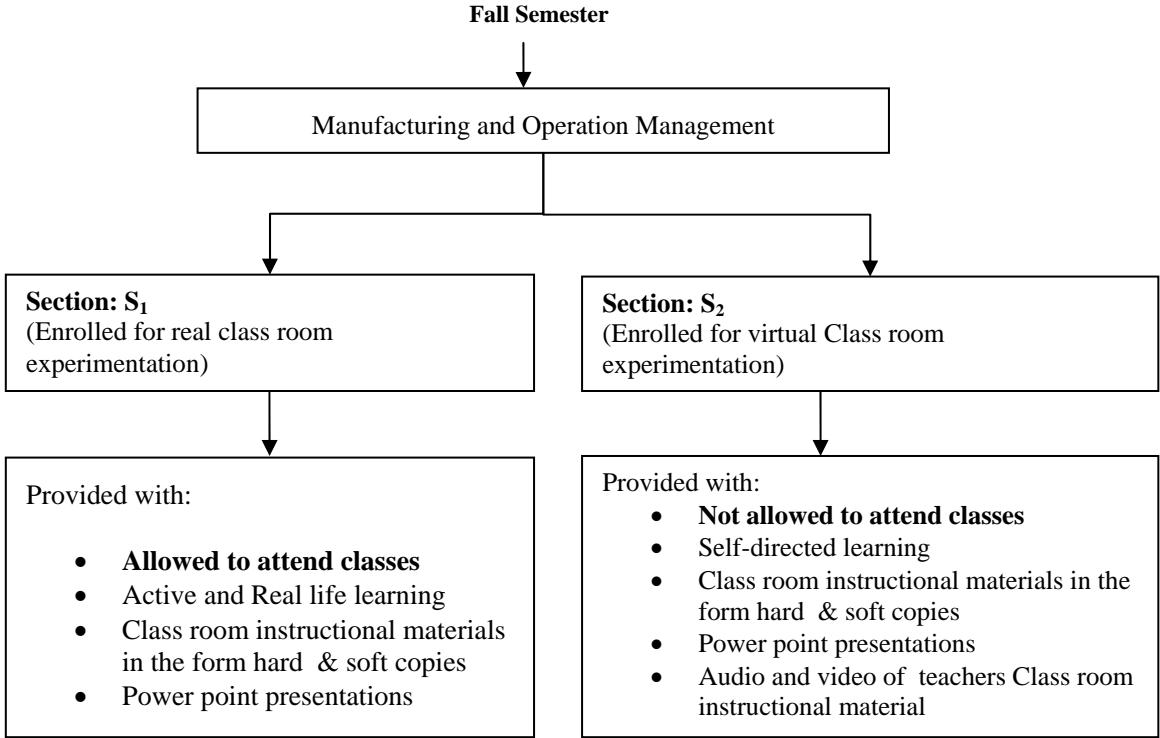 Fall Semester
Manufacturing and Operation Management
Section: S₁
(Enrolled for real class room
experimentation)
Section: S₂
(Enrolled for virtual Class room
experimentation)
Provided with:
• Allowed to attend classes
• Active and Real life learning
• Class room instructional materials
in the form hard & soft copies
• Power point presentations
Provided with:
• Not allowed to attend classes
• Self-directed learning
• Class room instructional materials in the
form hard & soft copies
• Power point presentations
• Audio and video of teachers Class room
instructional material